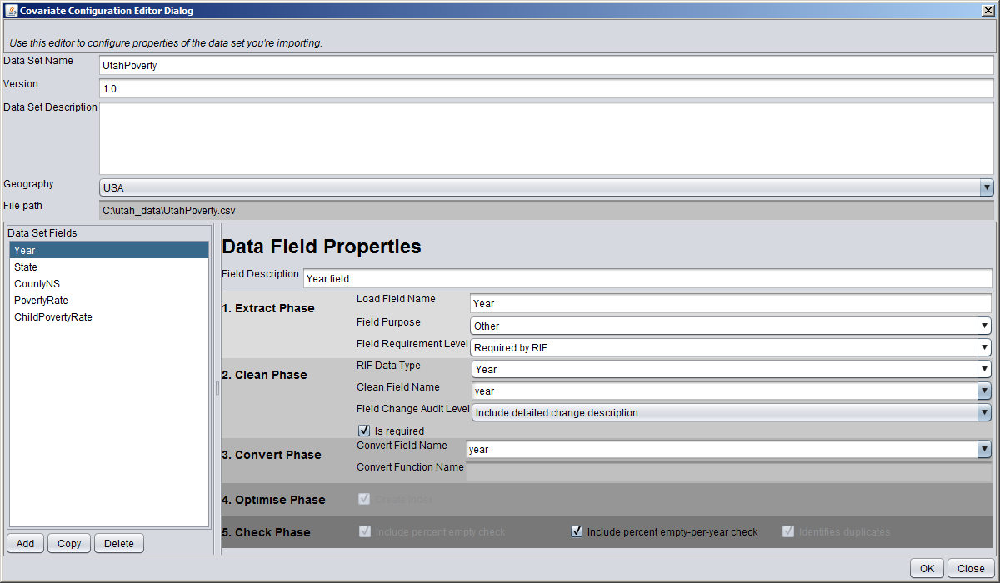 Covariate Configuration Editor Dialog
Use this editor to configure properties of the data set you're importing.
Data Set Name UtahPoverty
Version 1.0
Data Set Description
Geography USA
File path C:\utah_data\UtahPoverty.csv
Data Set Fields
Year
State
CountyNS
PovertyRate
ChildPovertyRate
Add Copy Delete
Data Field Properties
Field Description Year field
1. Extract Phase
Load Field Name Year
Field Purpose Other
Field Requirement Level Required by RIF
2. Clean Phase
RIF Data Type Year
Clean Field Name year
Field Change Audit Level Include detailed change description
Is required
3. Convert Phase
Convert Field Name year
Convert Function Name
4. Optimise Phase
5. Check Phase Include percent empty check Include percent empty-per-year check Identifies duplicates
OK Close